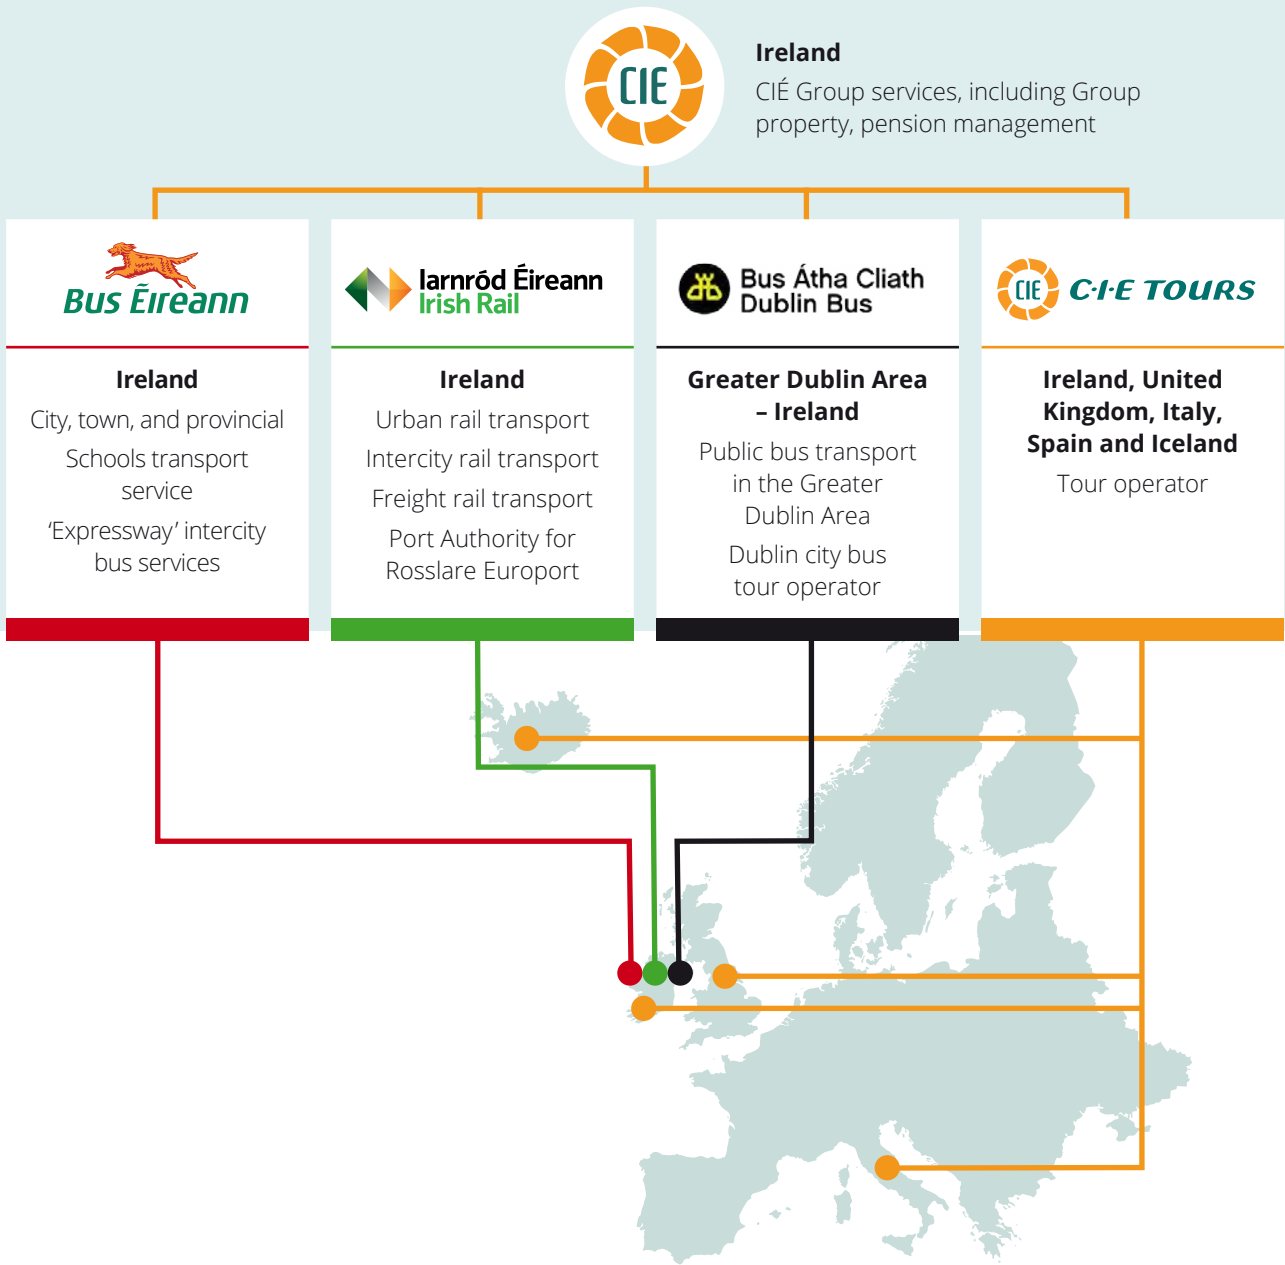 CIE
Ireland
CIÉ Group services, including Group
property, pension management
Bus Éireann
Iarnród Éireann
Irish Rail
Bus Átha Cliath
Dublin Bus
CIE
C·I·E TOURS
Ireland
City, town, and provincial
Schools transport
service
‘Expressway’ intercity
bus services
Ireland
Urban rail transport
Intercity rail transport
Freight rail transport
Port Authority for
Rosslare Europort
Greater Dublin Area
– Ireland
Public bus transport
in the Greater
Dublin Area
Dublin city bus
tour operator
Ireland, United
Kingdom, Italy,
Spain and Iceland
Tour operator